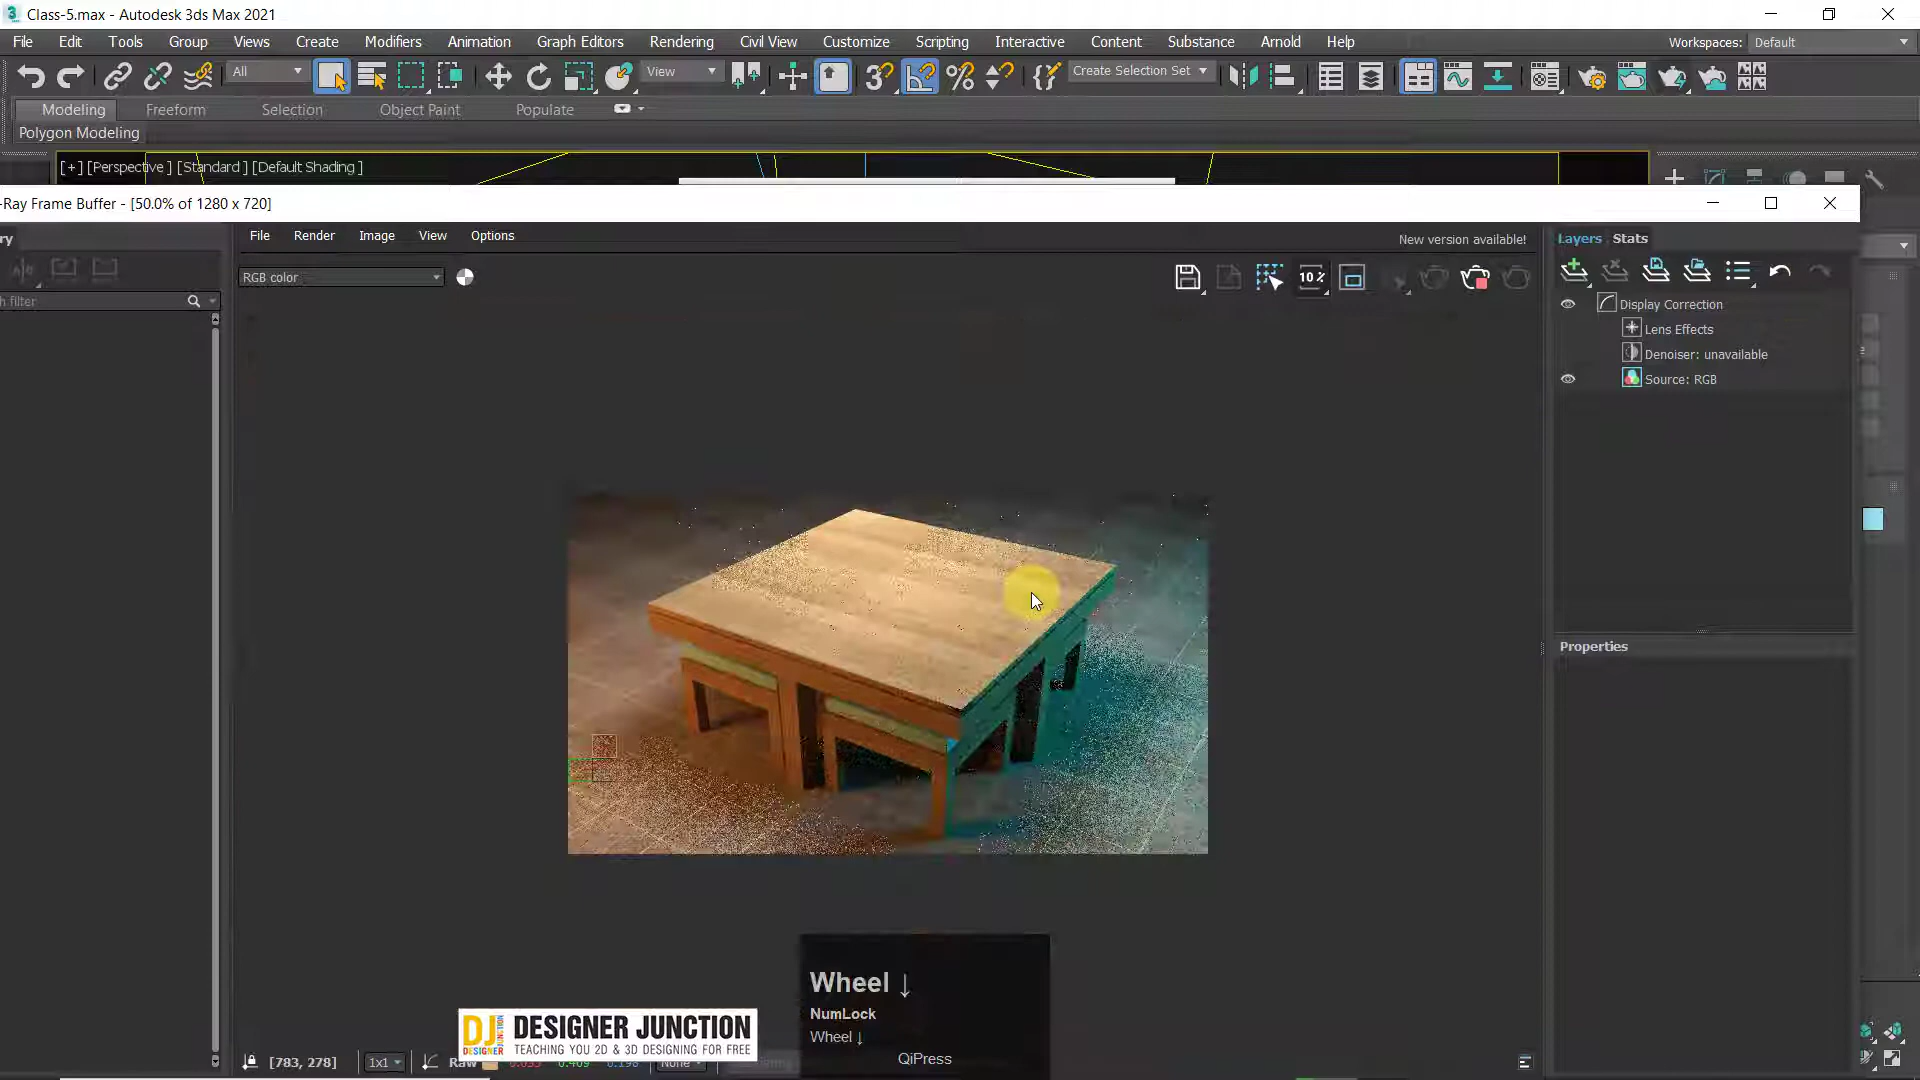 3 Class-5.max - Autodesk 3ds Max 2021
File Edit Tools Group Views Create Modifiers Animation Graph Editors Rendering Civil View Customize Scripting Interactive Content Substance Arnold Help Workspaces: Default
All View Create Selection Set
Modeling Freeform Selection Object Paint Populate
Polygon Modeling
[+] [Perspective ] [Standard ] [Default Shading ]
-Ray Frame Buffer - [50.0% of 1280 x 720]
ry File Render Image View Options New version available! Layers Stats
RGB color 10%
h filter
Display Correction
Lens Effects
Denoiser: unavailable
Source: RGB
Properties
Wheel ↓
NumLock
Wheel ↓
QiPress
DJ DESIGNER JUNCTION
TEACHING YOU 2D & 3D DESIGNING FOR FREE
[783, 278] 1x1 Raw